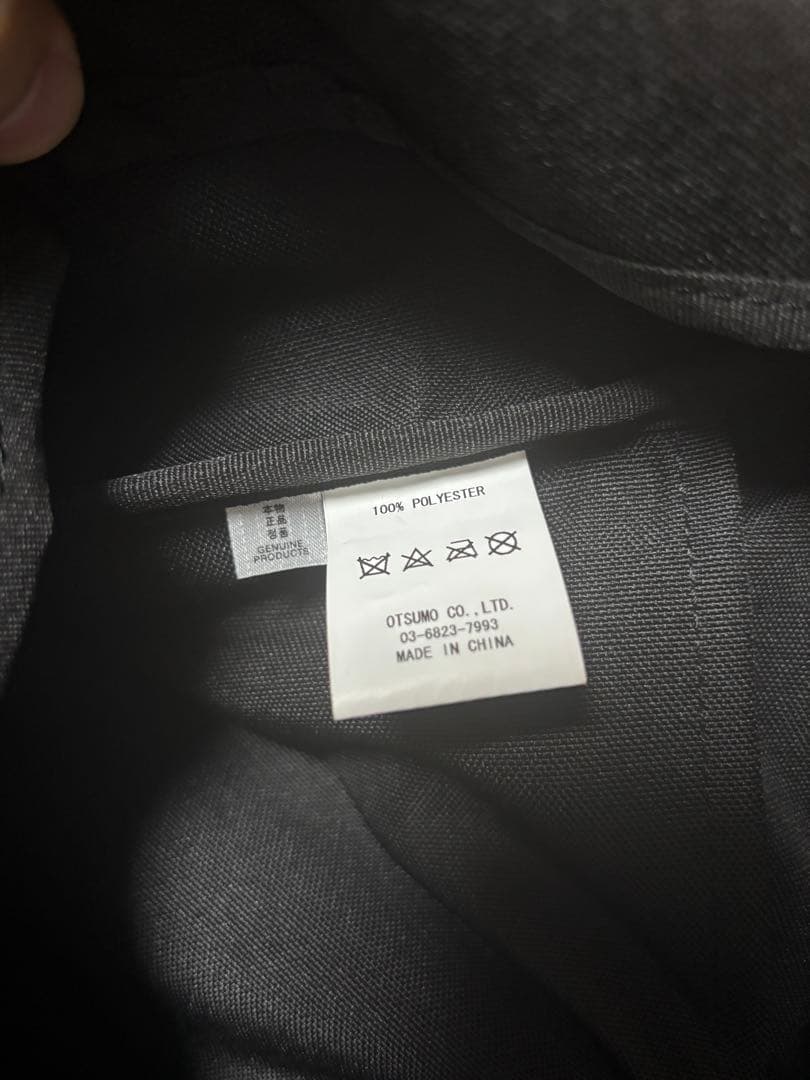 本物
正品
정품
GENUINE
PRODUCTS
100% POLYESTER
OTSUMO CO.,LTD.
03-6823-7993
MADE IN CHINA